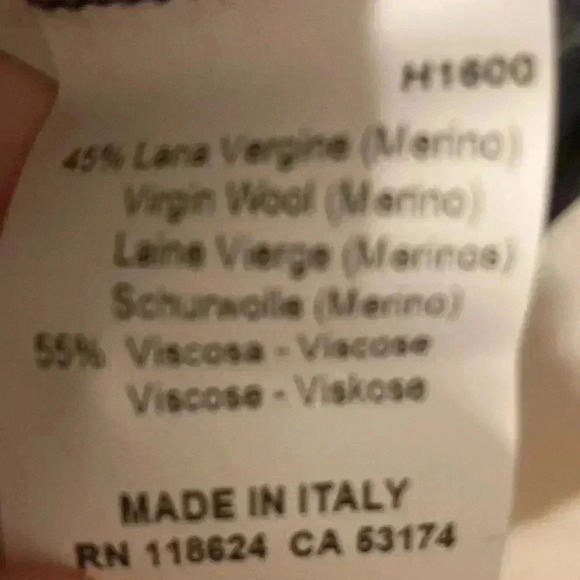 H1600
45% Lana Vergine (Merino)
Virgin Wool (Merino)
Laine Vierge (Merinos)
Schurwolle (Merino)
55% Viscosa - Viscose
Viscose - Viskose
MADE IN ITALY
RN 118624 CA 53174